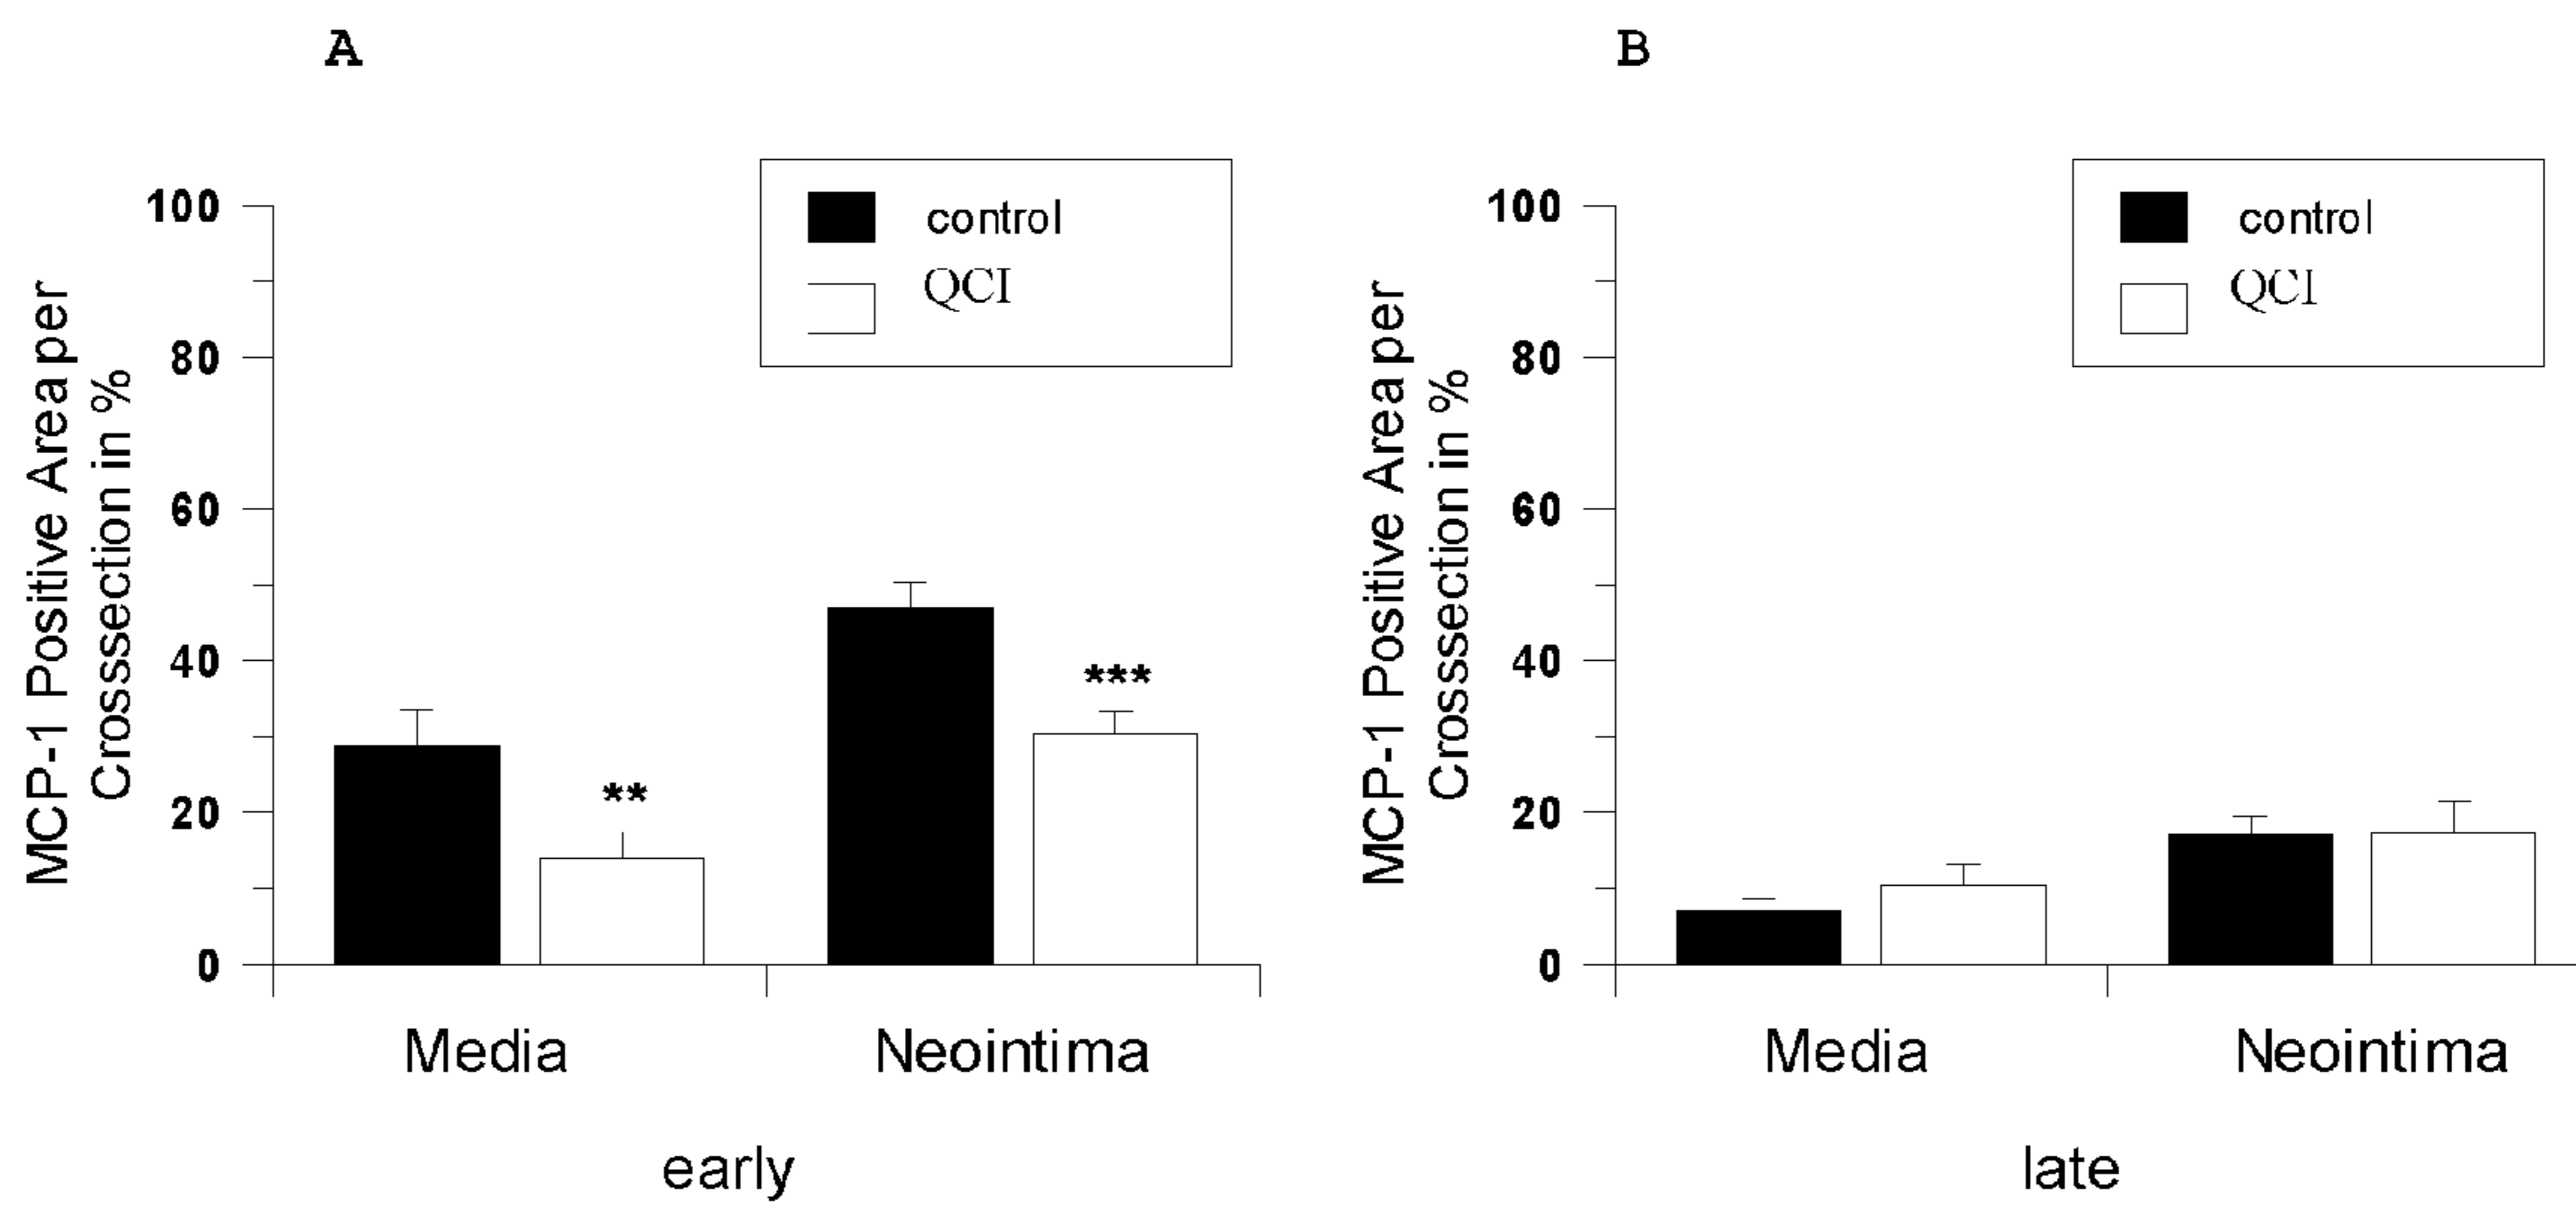 A
100
80
60
40
20
0
MCP-1 Positive Area per
Crosssection in %
control
QCI
**
***
Media
Neointima
early
B
100
80
60
40
20
0
MCP-1 Positive Area per
Crosssection in %
control
QCI
Media
Neointima
late